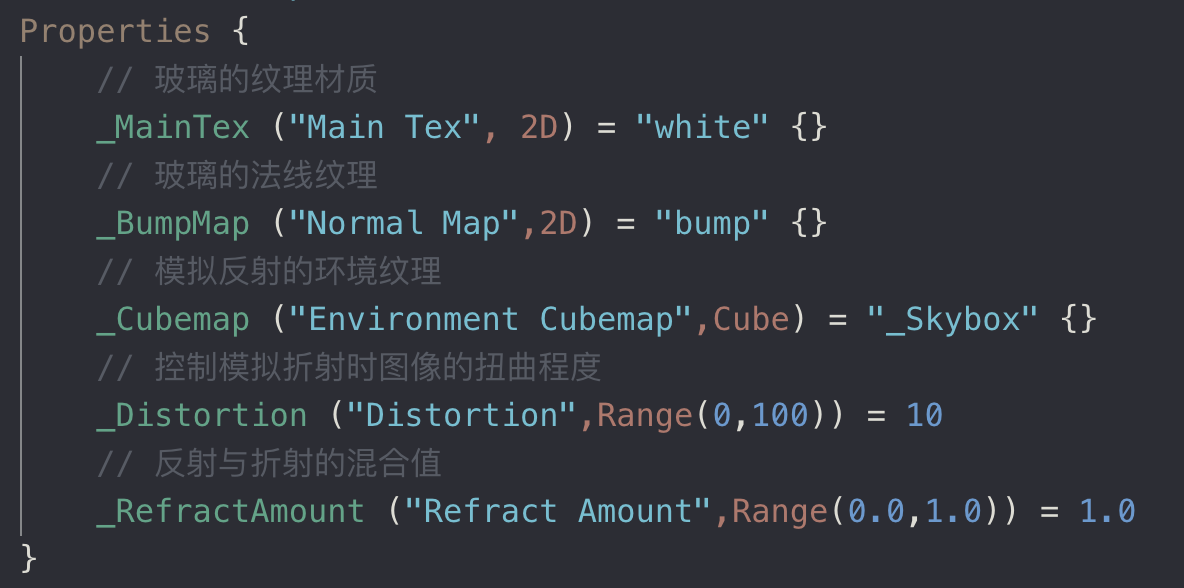 Properties {
// 玻璃的纹理材质
_MainTex ("Main Tex", 2D) = "white" {}
// 玻璃的法线纹理
_BumpMap ("Normal Map",2D) = "bump" {}
// 模拟反射的环境纹理
_Cubemap ("Environment Cubemap",Cube) = "_Skybox" {}
// 控制模拟折射时图像的扭曲程度
_Distortion ("Distortion",Range(0,100)) = 10
// 反射与折射的混合值
_RefractAmount ("Refract Amount",Range(0.0,1.0)) = 1.0
}